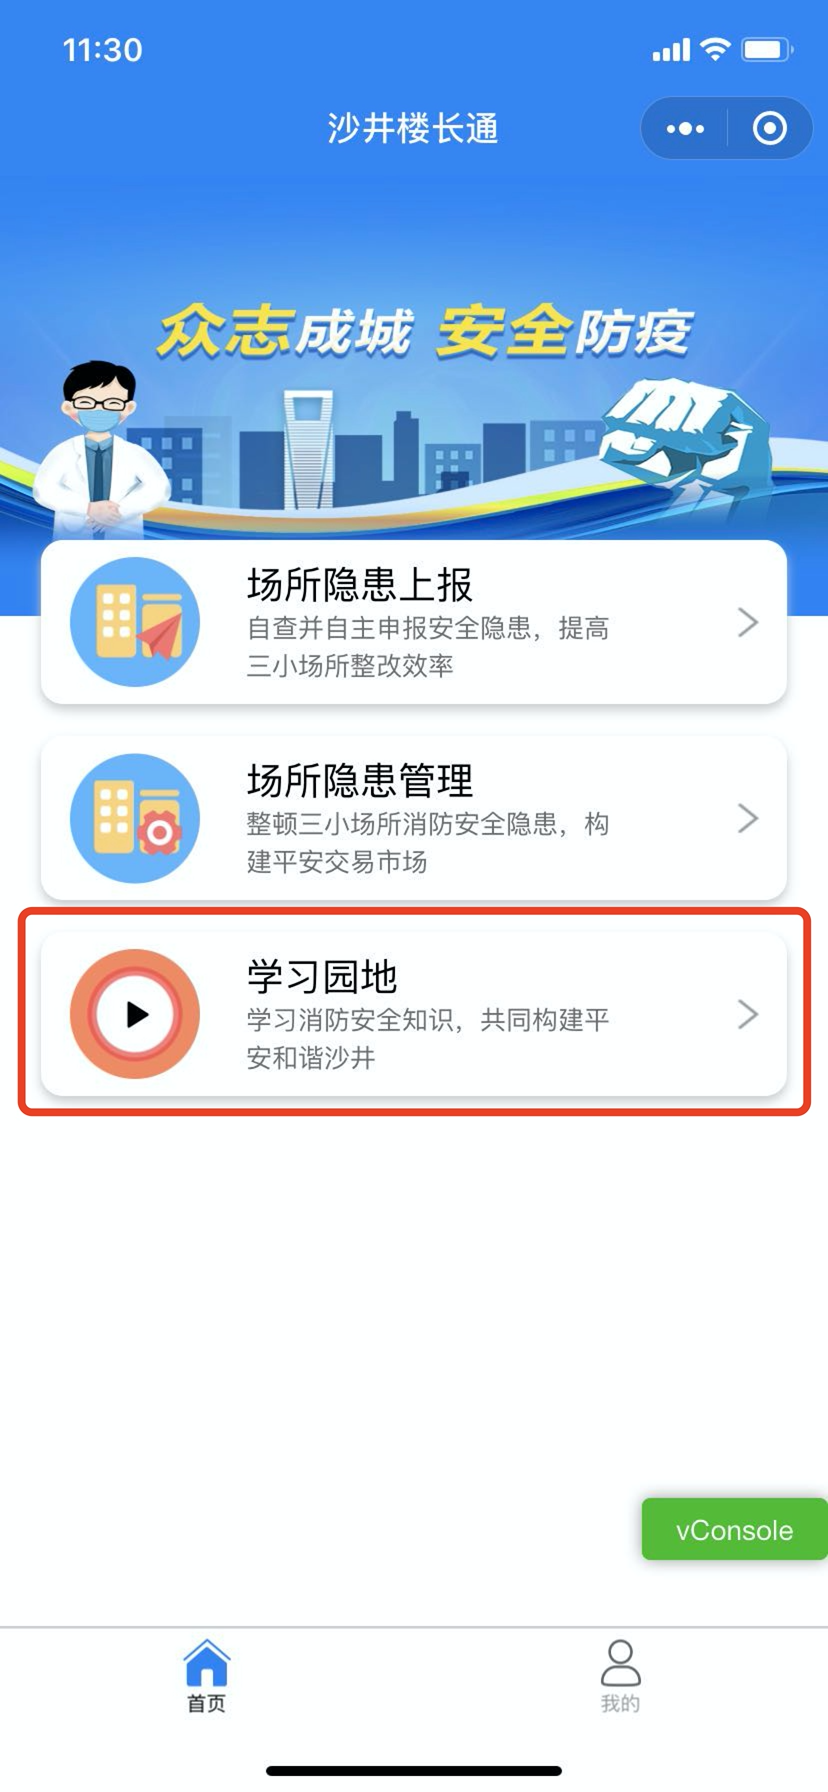 11:30
沙井楼长通
众志成城 安全防疫
场所隐患上报
自查并自主申报安全隐患，提高
三小场所整改效率
场所隐患管理
整顿三小场所消防安全隐患，构
建平安交易市场
学习园地
学习消防安全知识，共同构建平
安和谐沙井
vConsole
首页
我的